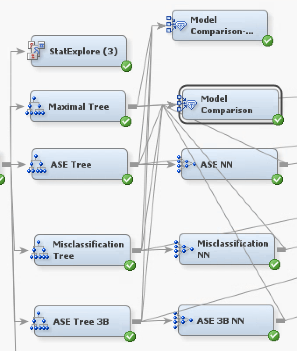 Model
Comparison-...
StatExplore (3)
Maximal Tree
Model
Comparison
ASE Tree
ASE NN
Misclassification
Tree
Misclassification
NN
ASE Tree 3B
ASE 3B NN